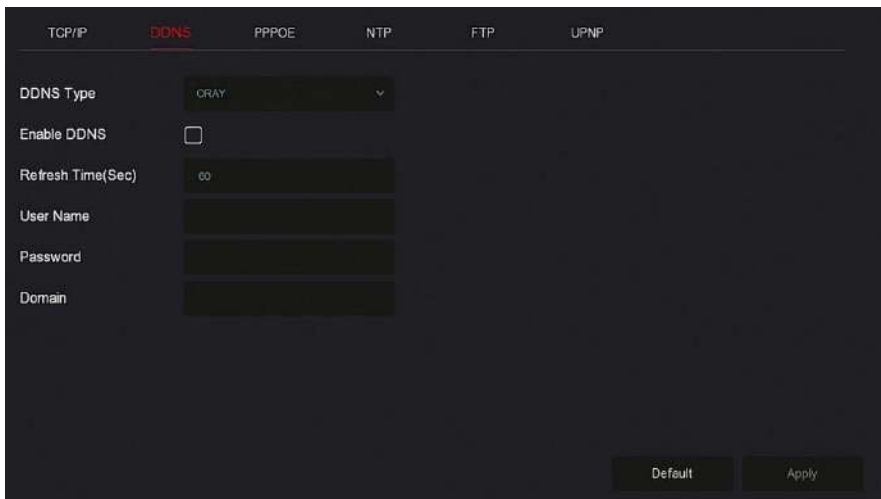 TCP/IP DDNS PPPOE NTP FTP UPNP
DDNS Type ORAY
Enable DDNS
Refresh Time(Sec) 60
User Name
Password
Domain
Default Apply